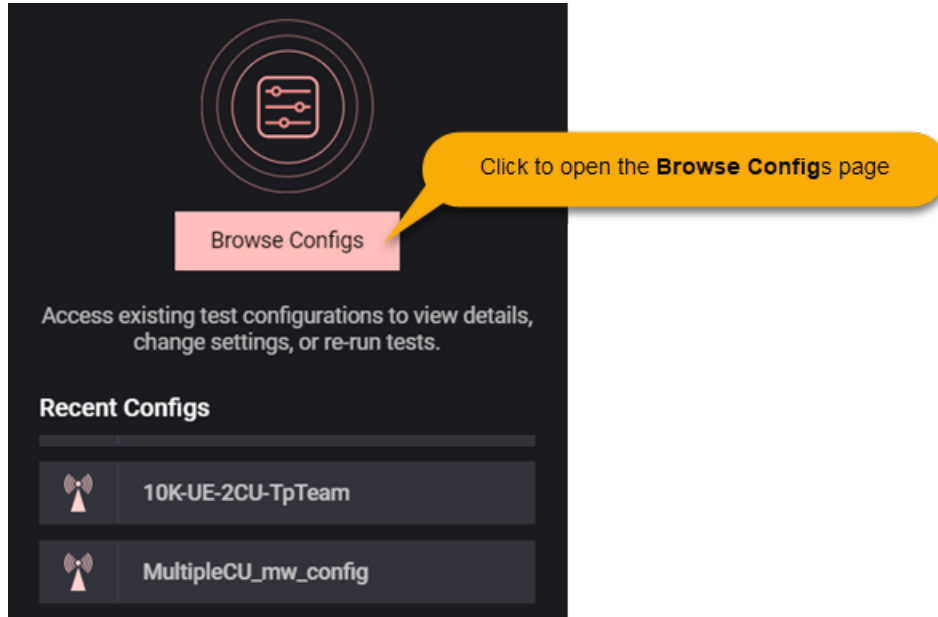 Click to open the Browse Configs page
Browse Configs
Access existing test configurations to view details,
change settings, or re-run tests.
Recent Configs
10K-UE-2CU-TpTeam
MultipleCU_mw_config